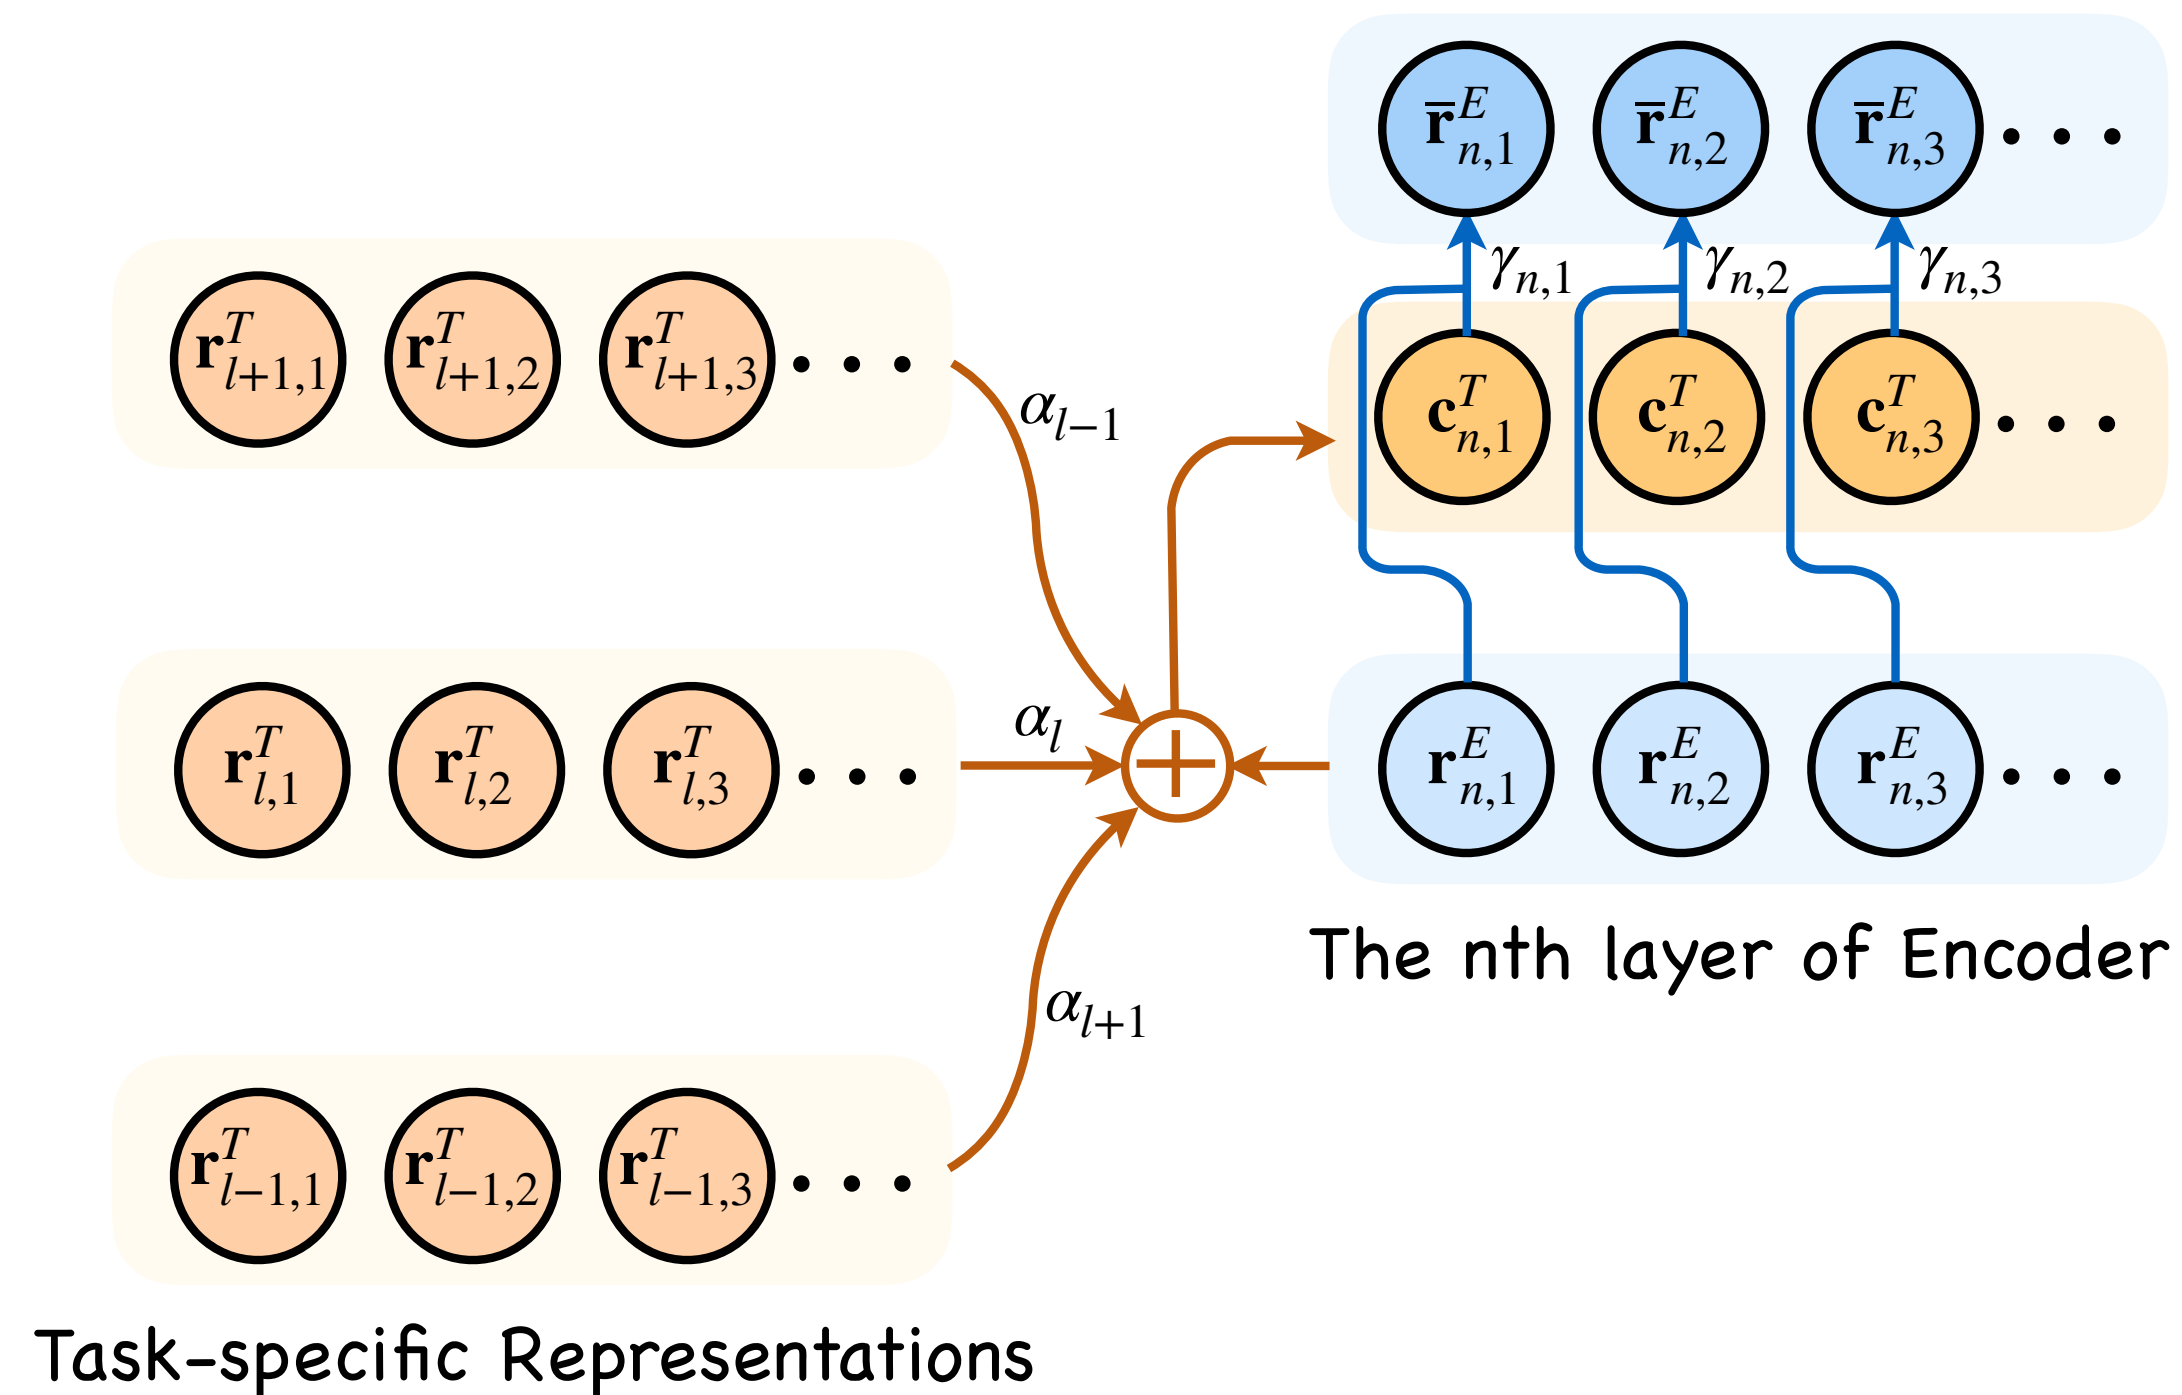 r̅^E_{n,1} r̅^E_{n,2} r̅^E_{n,3} ...
γ_{n,1} γ_{n,2} γ_{n,3}
r^T_{l+1,1} r^T_{l+1,2} r^T_{l+1,3} ...
α_{l−1}
c^T_{n,1} c^T_{n,2} c^T_{n,3} ...
α_l
r^T_{l,1} r^T_{l,2} r^T_{l,3} ...
+
r^E_{n,1} r^E_{n,2} r^E_{n,3} ...
The nth layer of Encoder
α_{l+1}
r^T_{l−1,1} r^T_{l−1,2} r^T_{l−1,3} ...
Task-specific Representations